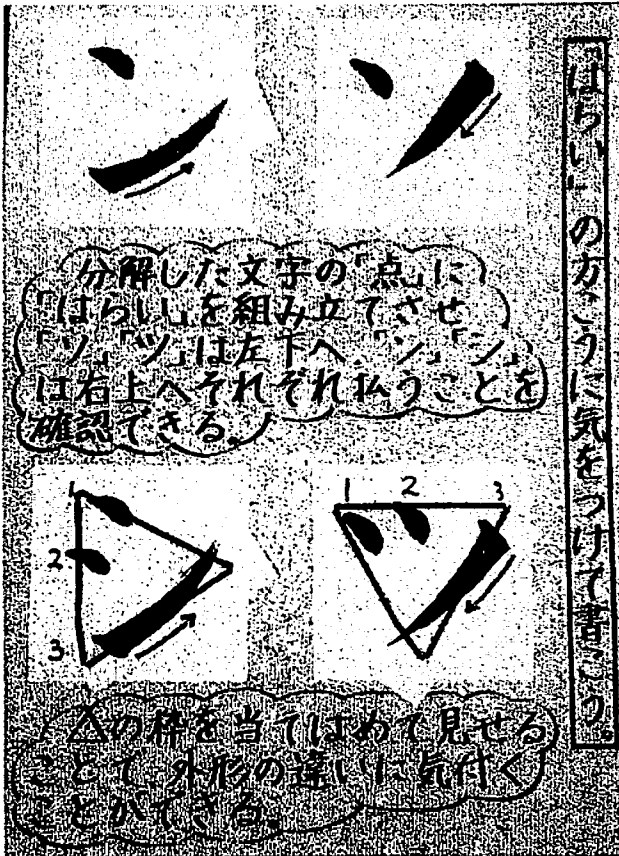 「はらい」の方こうに気をつけて書こう。
ン ソ
分解した文字の「点」に
「はらい」を組み立てさせ、
「ソ」「ツ」は左下へ、「ン」「シ」
は右上へそれぞれ払うことを
確認できる。
シ ツ
1
2
3
1 2 3
△の枠を当てはめて見せる
ことで、外形の違いに気付く
ことができる。